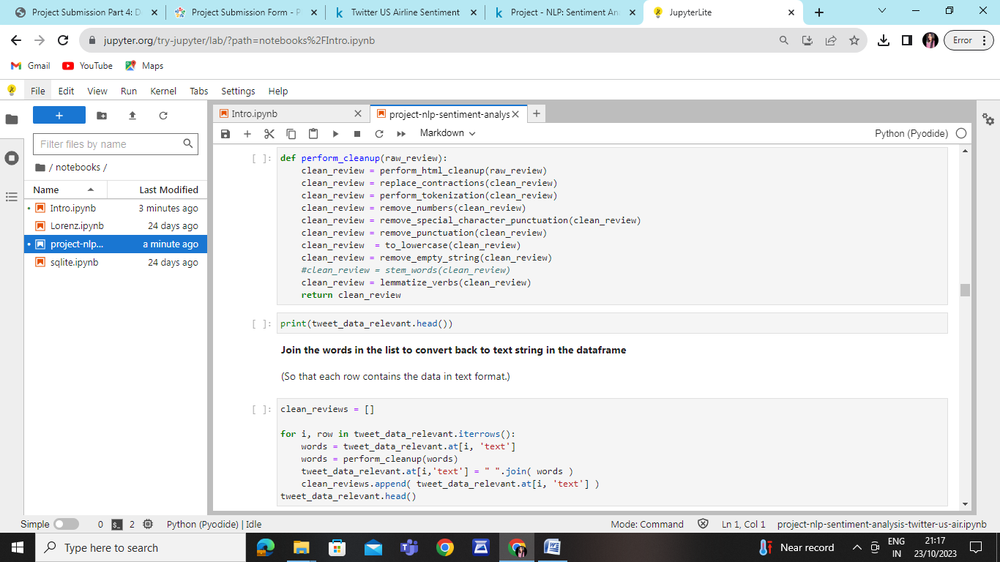 Project Submission Part 4: D
Project Submission Form - P
Twitter US Airline Sentiment
Project - NLP: Sentiment An
JupyterLite
jupyter.org/try-jupyter/lab/?path=notebooks%2FIntro.ipynb
Error
Gmail YouTube Maps
File Edit View Run Kernel Tabs Settings Help
Intro.ipynb
project-nlp-sentiment-analys
Filter files by name
Markdown
Python (Pyodide)
/ notebooks /
Name Last Modified
Intro.ipynb 3 minutes ago
Lorenz.ipynb 24 days ago
project-nlp... a minute ago
sqlite.ipynb 24 days ago
[ ]: def perform_cleanup(raw_review):
clean_review = perform_html_cleanup(raw_review)
clean_review = replace_contractions(clean_review)
clean_review = perform_tokenization(clean_review)
clean_review = remove_numbers(clean_review)
clean_review = remove_special_character_punctuation(clean_review)
clean_review = remove_punctuation(clean_review)
clean_review  = to_lowercase(clean_review)
clean_review = remove_empty_string(clean_review)
#clean_review = stem_words(clean_review)
clean_review = lemmatize_verbs(clean_review)
return clean_review
[ ]: print(tweet_data_relevant.head())
Join the words in the list to convert back to text string in the dataframe
(So that each row contains the data in text format.)
[ ]: clean_reviews = []
for i, row in tweet_data_relevant.iterrows():
words = tweet_data_relevant.at[i, 'text']
words = perform_cleanup(words)
tweet_data_relevant.at[i,'text'] = " ".join( words )
clean_reviews.append( tweet_data_relevant.at[i, 'text'] )
tweet_data_relevant.head()
Simple 0 $_ 2 Python (Pyodide) | Idle Mode: Command Ln 1, Col 1 project-nlp-sentiment-analysis-twitter-us-air.ipynb
Type here to search
Near record
ENG
IN
21:17
23/10/2023